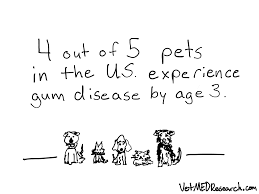 4 out of 5 pets
in the U.S. experience
gum disease by age 3.
VetMEDResearch.com